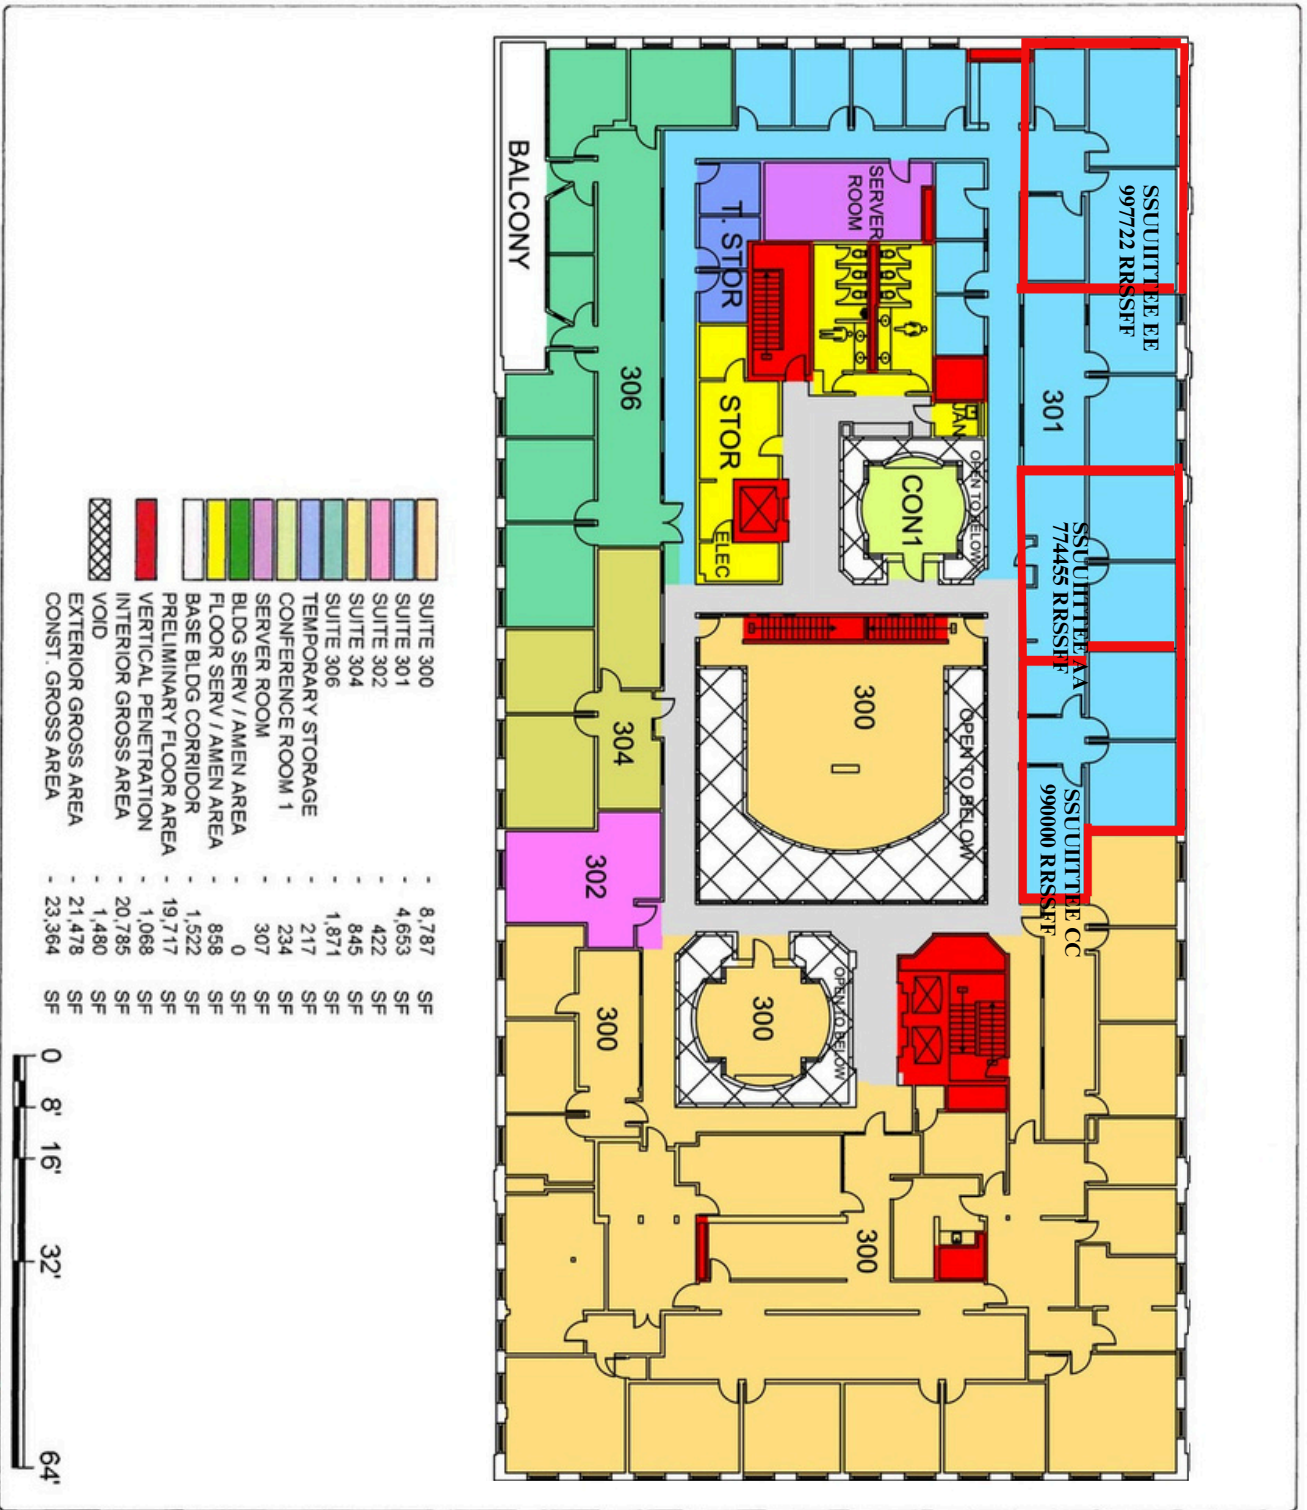 BALCONY
306
T. STOR
SERVER
ROOM
STOR
ELEC
JAN
OPEN TO BELOW
CON1
301
SSUUIITTEE EE
997722 RRSSFF
SSUUIITTEE AA
774455 RRSSFF
SSUUIITTEE CC
990000 RRSSFF
304
300
OPEN TO BELOW
302
300
300
OPEN TO BELOW
300
SUITE 300 - 8,787 SF
SUITE 301 - 4,653 SF
SUITE 302 - 422 SF
SUITE 304 - 845 SF
SUITE 306 - 1,871 SF
TEMPORARY STORAGE - 217 SF
CONFERENCE ROOM 1 - 234 SF
SERVER ROOM - 307 SF
BLDG SERV / AMEN AREA - 0 SF
FLOOR SERV / AMEN AREA - 858 SF
BASE BLDG CORRIDOR - 1,522 SF
PRELIMINARY FLOOR AREA - 19,717 SF
VERTICAL PENETRATION - 1,068 SF
INTERIOR GROSS AREA - 20,785 SF
VOID - 1,480 SF
EXTERIOR GROSS AREA - 21,478 SF
CONST. GROSS AREA - 23,364 SF
0 8' 16' 32' 64'